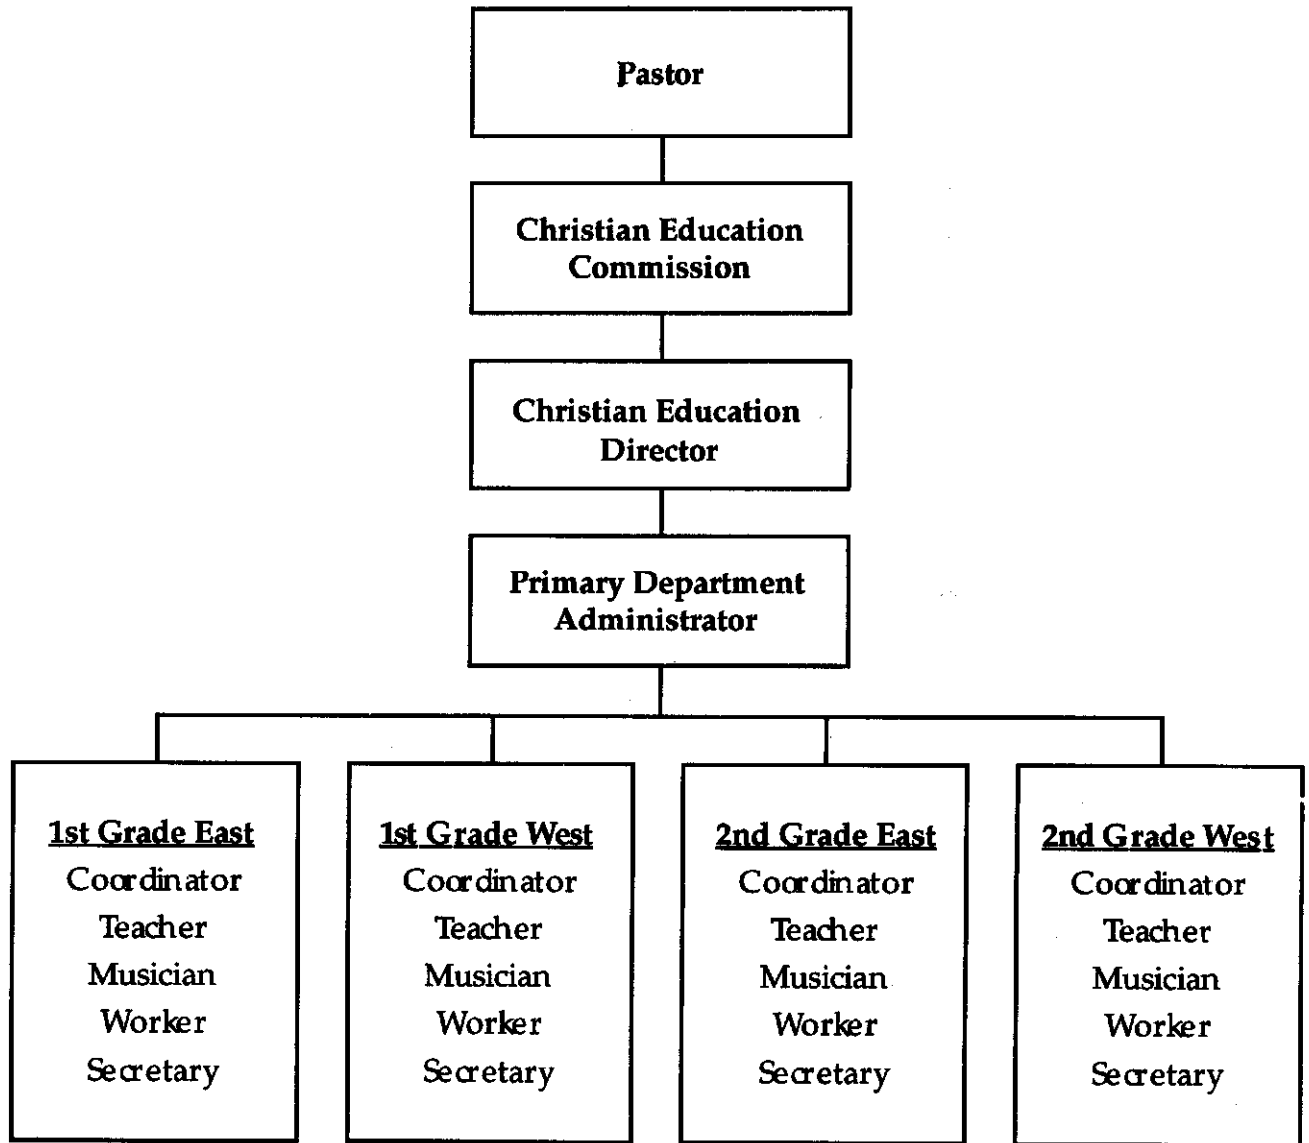 Pastor
Christian Education
Commission
Christian Education
Director
Primary Department
Administrator
1st Grade East
Coordinator
Teacher
Musician
Worker
Secretary
1st Grade West
Coordinator
Teacher
Musician
Worker
Secretary
2nd Grade East
Coordinator
Teacher
Musician
Worker
Secretary
2nd Grade West
Coordinator
Teacher
Musician
Worker
Secretary